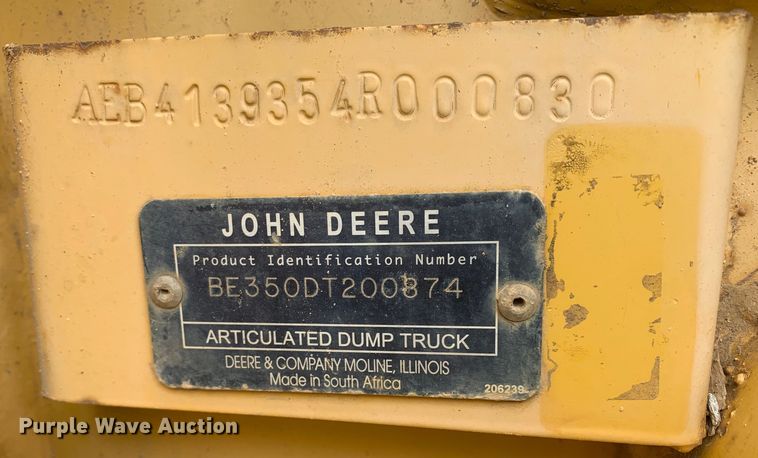 AEB4139354R000830
JOHN DEERE
Product Identification Number
BE350DT200874
ARTICULATED DUMP TRUCK
DEERE & COMPANY MOLINE, ILLINOIS
Made in South Africa
206239
Purple Wave Auction